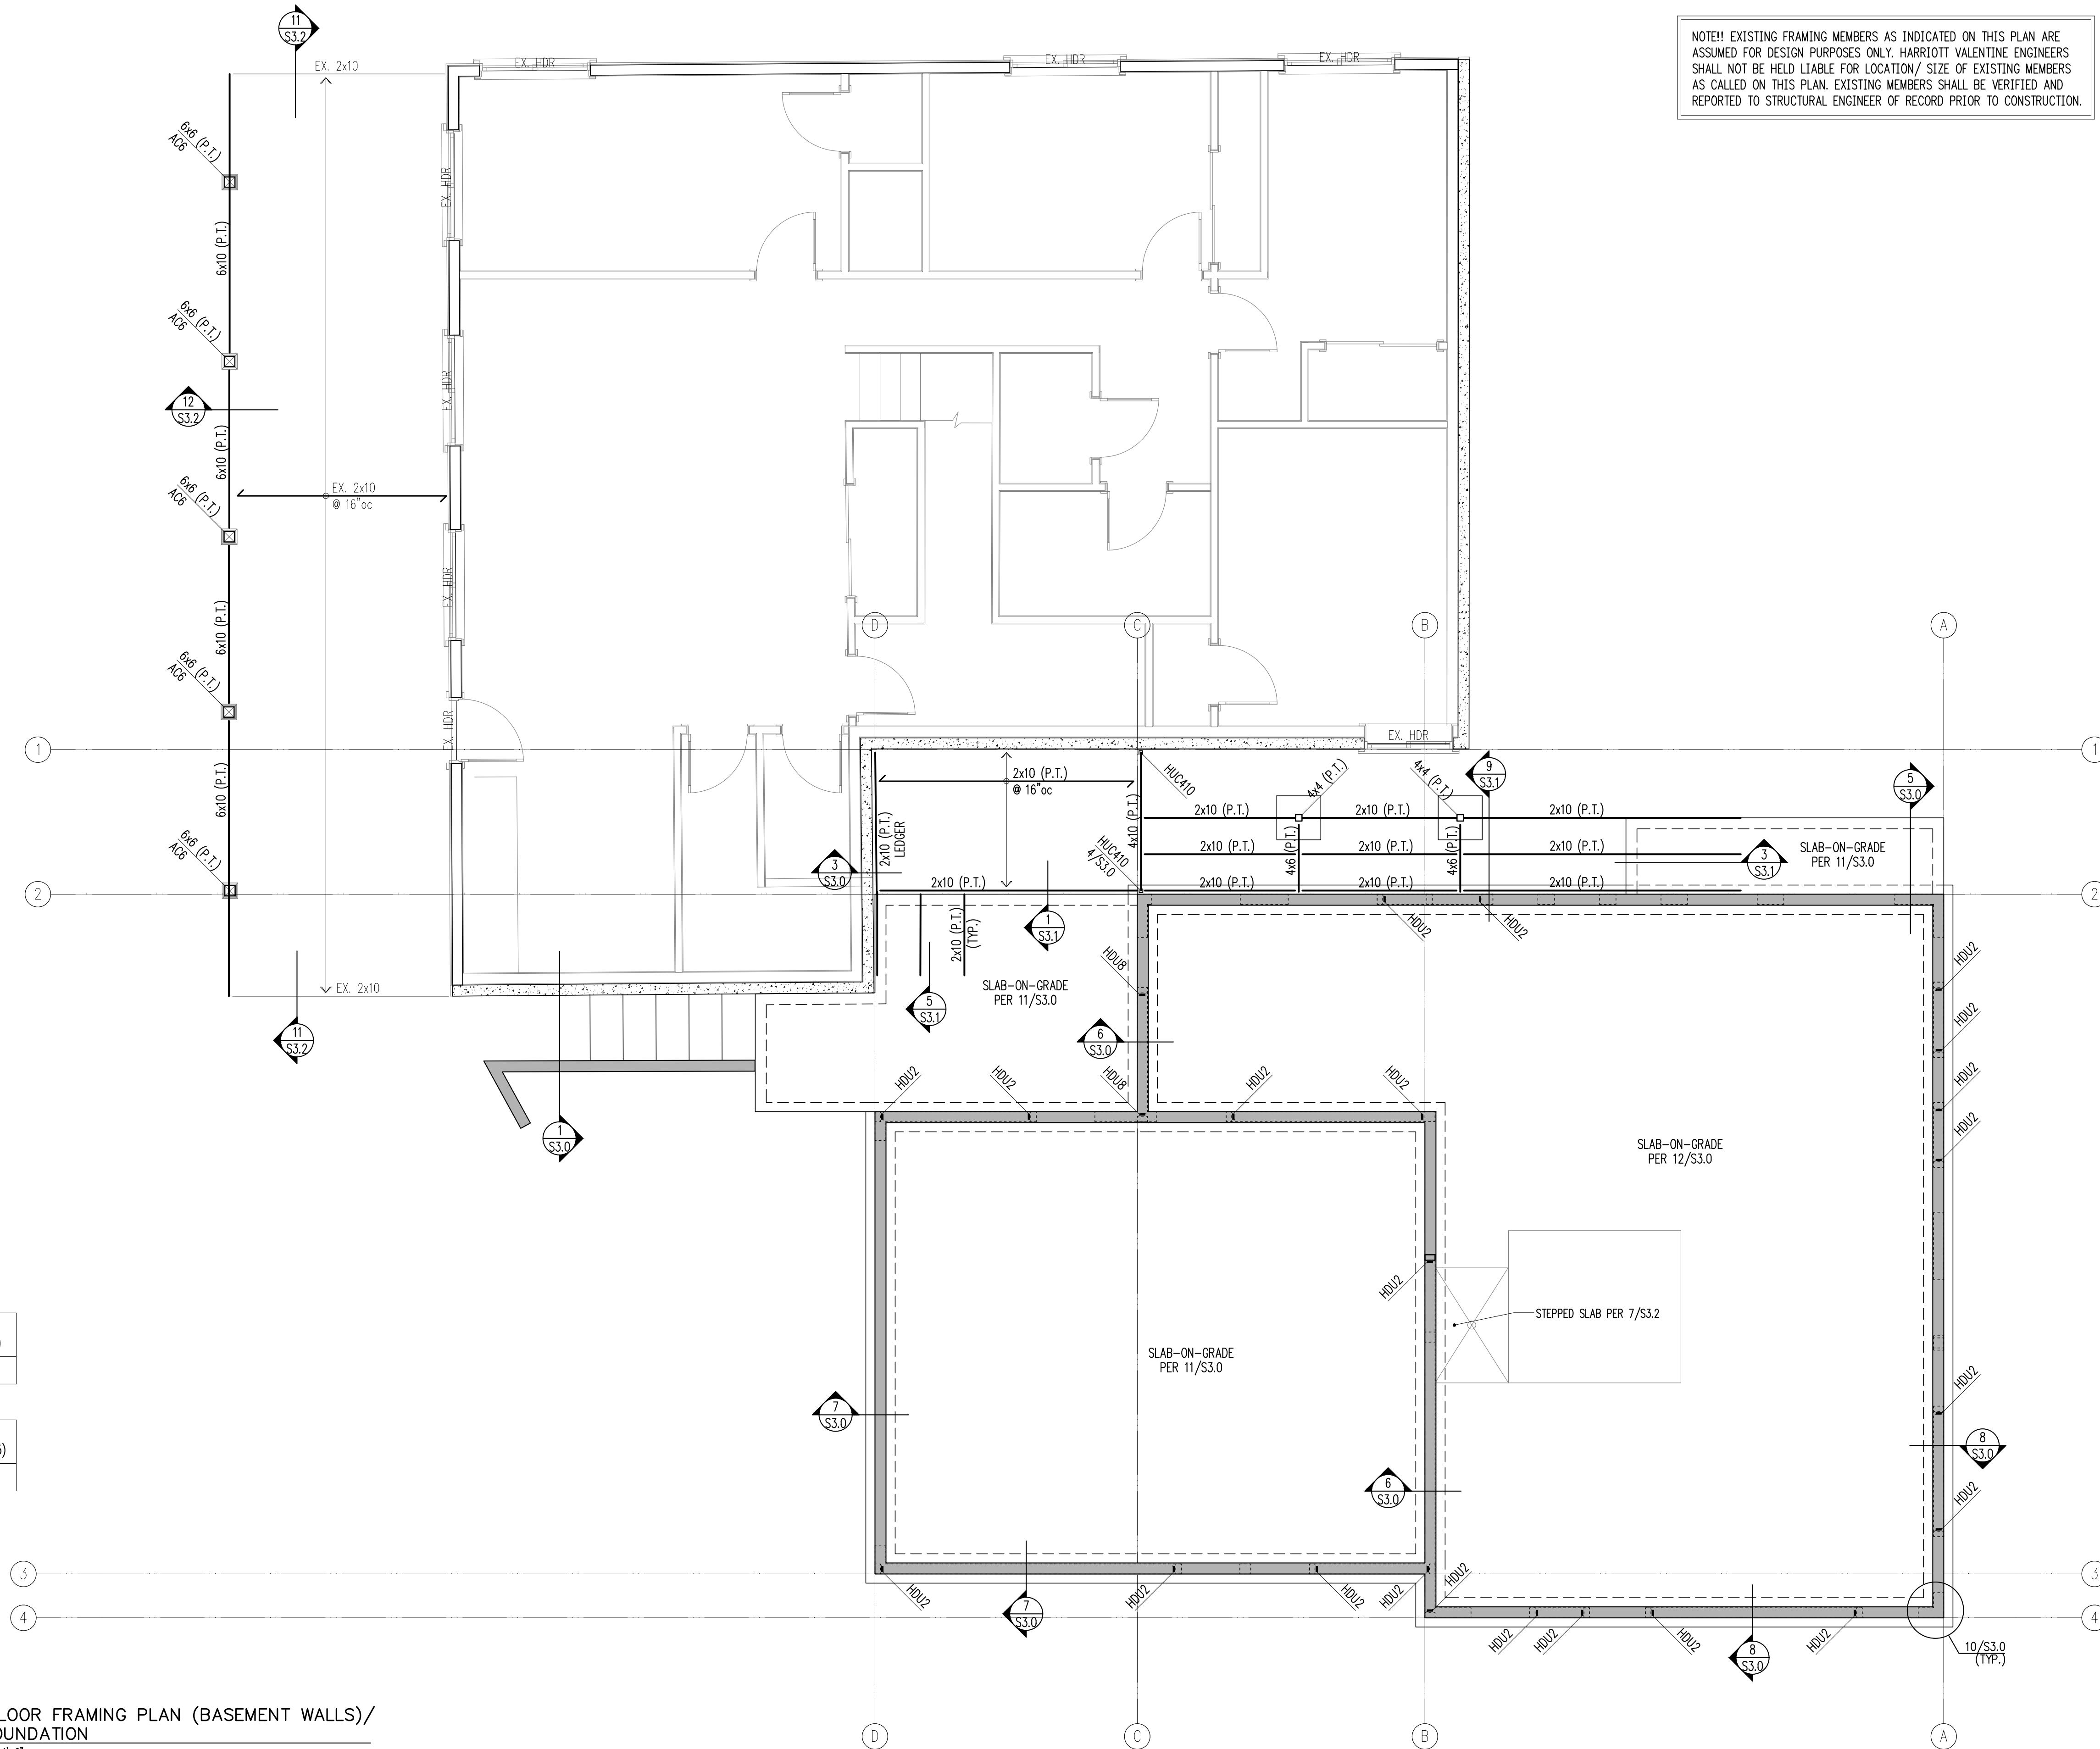 11
S3.2
NOTE!! EXISTING FRAMING MEMBERS AS INDICATED ON THIS PLAN ARE
ASSUMED FOR DESIGN PURPOSES ONLY. HARRIOTT VALENTINE ENGINEERS
SHALL NOT BE HELD LIABLE FOR LOCATION/ SIZE OF EXISTING MEMBERS
AS CALLED ON THIS PLAN. EXISTING MEMBERS SHALL BE VERIFIED AND
REPORTED TO STRUCTURAL ENGINEER OF RECORD PRIOR TO CONSTRUCTION.
EX. 2x10
EX. HDR
EX. HDR
EX. HDR
6x6 (P.T.)
AC6
EX. HDR
6x10 (P.T.)
6x6 (P.T.)
AC6
EX. HDR
12
S3.2
6x10 (P.T.)
6x6 (P.T.)
AC6
EX. 2x10
@ 16"oc
EX. HDR
6x10 (P.T.)
D
C
B
A
6x6 (P.T.)
AC6
EX. HDR
1
EX. HDR
1
6x10 (P.T.)
2x10 (P.T.)
@ 16"oc
HUC410
4x4 (P.T.)
4x4 (P.T.)
9
S3.1
5
S3.0
2x10 (P.T.)
LEDGER
4x10 (P.T.)
2x10 (P.T.)
2x10 (P.T.)
2x10 (P.T.)
6x6 (P.T.)
AC6
3
S3.0
HUC410
4/S3.0
2x10 (P.T.)
4x6 (P.T.)
2x10 (P.T.)
4x6 (P.T.)
2x10 (P.T.)
3
S3.1
SLAB-ON-GRADE
PER 11/S3.0
2
2x10 (P.T.)
2x10 (P.T.)
2x10 (P.T.)
2x10 (P.T.)
2
2x10 (P.T.)
(TYP.)
1
S3.1
HDU2
HDU2
HDU8
HDU2
EX. 2x10
SLAB-ON-GRADE
PER 11/S3.0
5
S3.1
HDU2
11
S3.2
6
S3.0
HDU2
HDU2
HDU8
HDU2
HDU2
HDU2
HDU2
1
S3.0
SLAB-ON-GRADE
PER 12/S3.0
HDU2
STEPPED SLAB PER 7/S3.2
SLAB-ON-GRADE
PER 11/S3.0
HDU2
7
S3.0
8
S3.0
6
S3.0
HDU2
3
HDU2
HDU2
HDU2
HDU2
HDU2
3
7
S3.0
4
4
HDU2
HDU2
HDU2
HDU2
8
S3.0
10/S3.0
(TYP.)
LOOR FRAMING PLAN (BASEMENT WALLS)/
OUNDATION
D
C
B
A